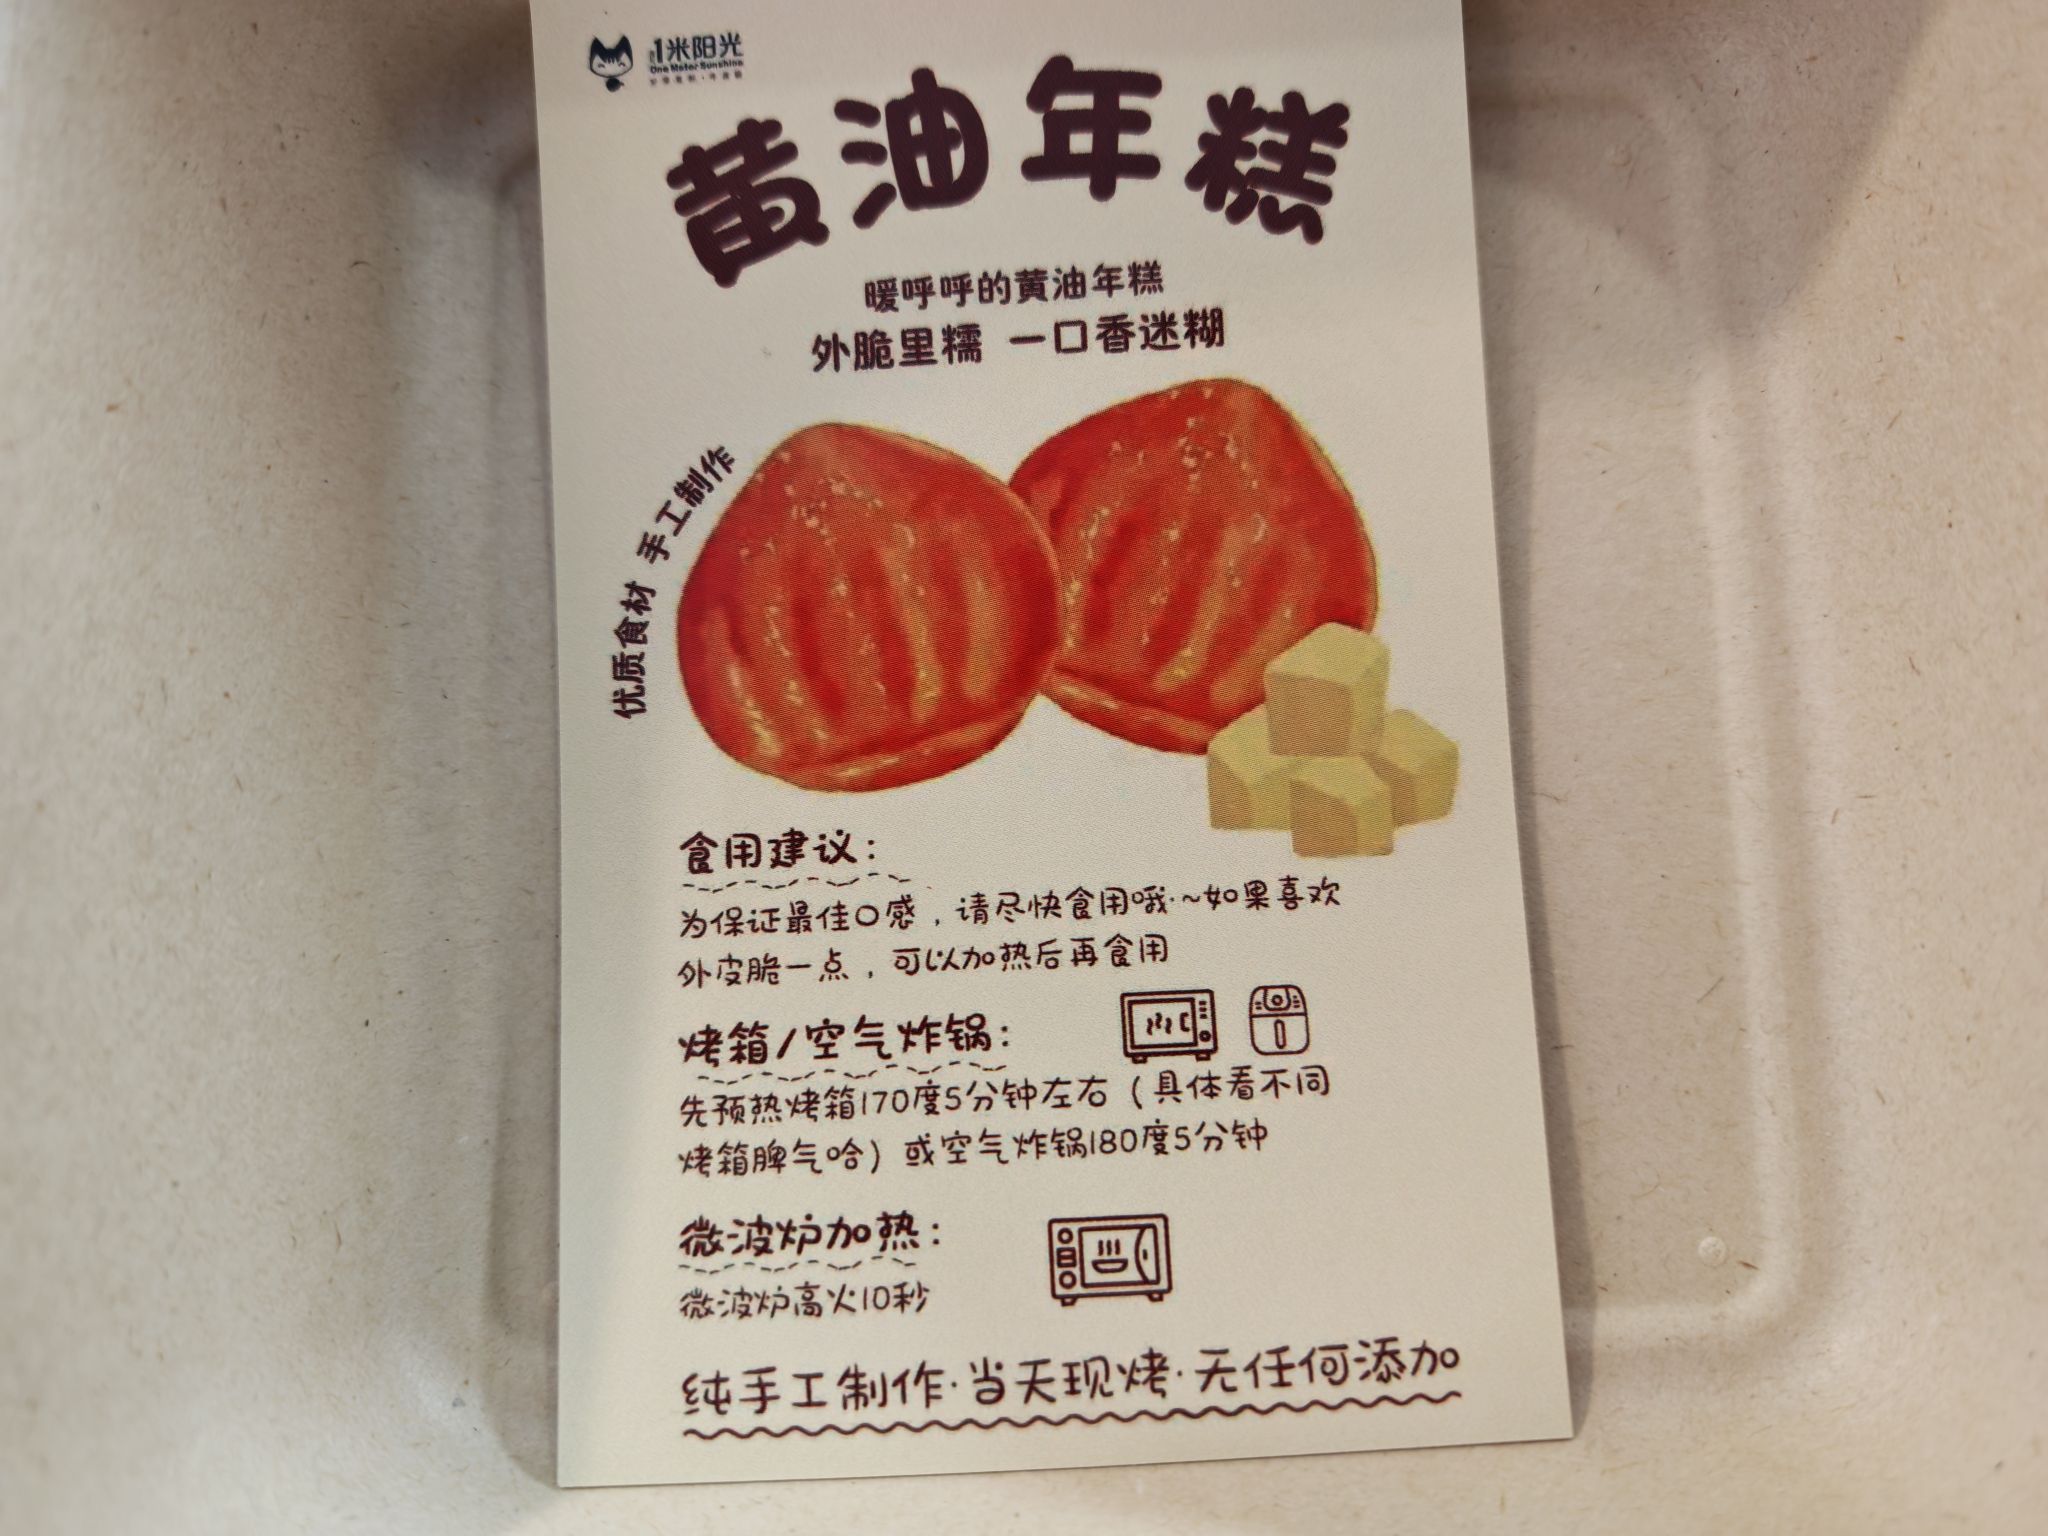 1米阳光
One Meter Sunshine
黄油年糕
暖呼呼的黄油年糕
外脆里糯 一口香迷糊
优质食材 手工制作
食用建议:
为保证最佳口感，请尽快食用哦·~如果喜欢
外皮脆一点，可以加热后再食用
烤箱/空气炸锅:
先预热烤箱170度5分钟左右（具体看不同
烤箱脾气哈）或空气炸锅180度5分钟
微波炉加热:
微波炉高火10秒
纯手工制作·当天现烤·无任何添加